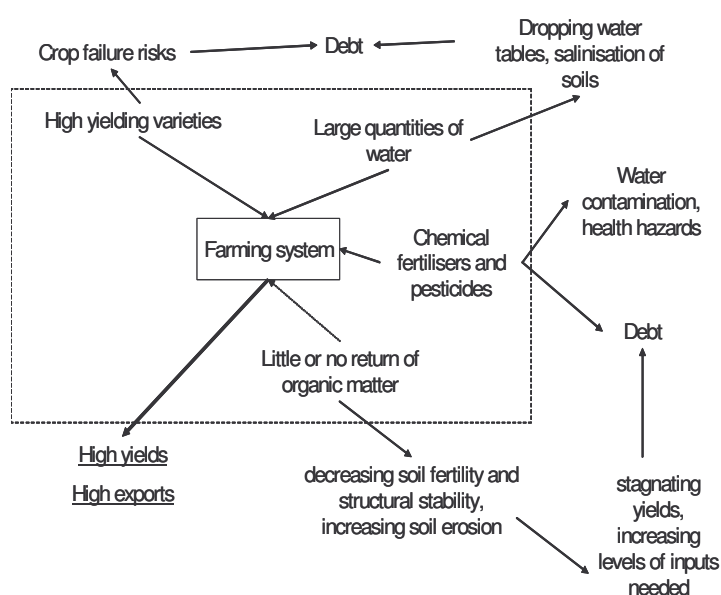 Crop failure risks
Debt
Dropping water
tables, salinisation of
soils
High yielding varieties
Large quantities of
water
Water
contamination,
health hazards
Farming system
Chemical
fertilisers and
pesticides
Debt
Little or no return of
organic matter
High yields
High exports
decreasing soil fertility and
structural stability,
increasing soil erosion
stagnating
yields,
increasing
levels of inputs
needed